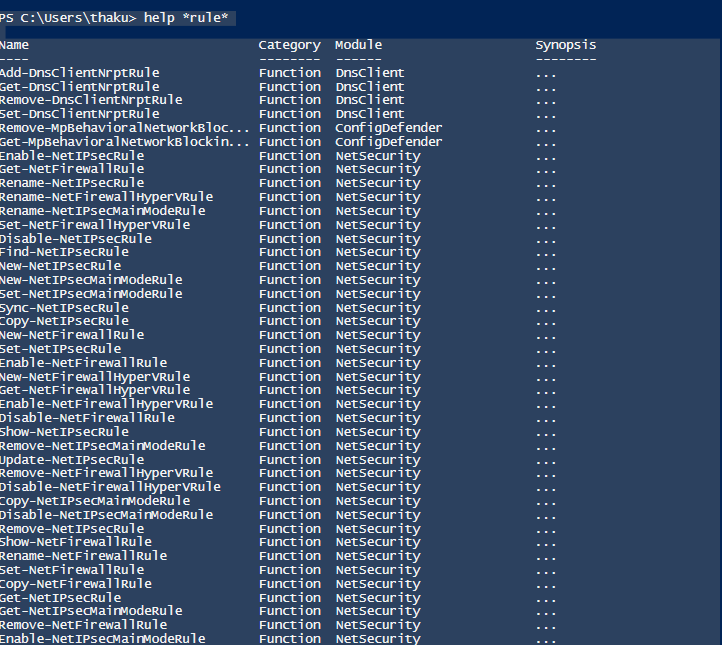 PS C:\Users\thaku> help *rule*
Name Category Module Synopsis
---- -------- ------ --------
Add-DnsClientNrptRule Function DnsClient ...
Get-DnsClientNrptRule Function DnsClient ...
Remove-DnsClientNrptRule Function DnsClient ...
Set-DnsClientNrptRule Function DnsClient ...
Remove-MpBehavioralNetworkBloc... Function ConfigDefender ...
Get-MpBehavioralNetworkBlockin... Function ConfigDefender ...
Enable-NetIPsecRule Function NetSecurity ...
Get-NetFirewallRule Function NetSecurity ...
Rename-NetIPsecRule Function NetSecurity ...
Rename-NetFirewallHyperVRule Function NetSecurity ...
Rename-NetIPsecMainModeRule Function NetSecurity ...
Set-NetFirewallHyperVRule Function NetSecurity ...
Disable-NetIPsecRule Function NetSecurity ...
Find-NetIPsecRule Function NetSecurity ...
New-NetIPsecRule Function NetSecurity ...
New-NetIPsecMainModeRule Function NetSecurity ...
Set-NetIPsecMainModeRule Function NetSecurity ...
Sync-NetIPsecRule Function NetSecurity ...
Copy-NetIPsecRule Function NetSecurity ...
New-NetFirewallRule Function NetSecurity ...
Set-NetIPsecRule Function NetSecurity ...
Enable-NetFirewallRule Function NetSecurity ...
New-NetFirewallHyperVRule Function NetSecurity ...
Get-NetFirewallHyperVRule Function NetSecurity ...
Enable-NetFirewallHyperVRule Function NetSecurity ...
Disable-NetFirewallRule Function NetSecurity ...
Show-NetIPsecRule Function NetSecurity ...
Remove-NetIPsecMainModeRule Function NetSecurity ...
Update-NetIPsecRule Function NetSecurity ...
Remove-NetFirewallHyperVRule Function NetSecurity ...
Disable-NetFirewallHyperVRule Function NetSecurity ...
Copy-NetIPsecMainModeRule Function NetSecurity ...
Disable-NetIPsecMainModeRule Function NetSecurity ...
Remove-NetIPsecRule Function NetSecurity ...
Show-NetFirewallRule Function NetSecurity ...
Rename-NetFirewallRule Function NetSecurity ...
Set-NetFirewallRule Function NetSecurity ...
Copy-NetFirewallRule Function NetSecurity ...
Get-NetIPsecRule Function NetSecurity ...
Get-NetIPsecMainModeRule Function NetSecurity ...
Remove-NetFirewallRule Function NetSecurity ...
Enable-NetIPsecMainModeRule Function NetSecurity ...